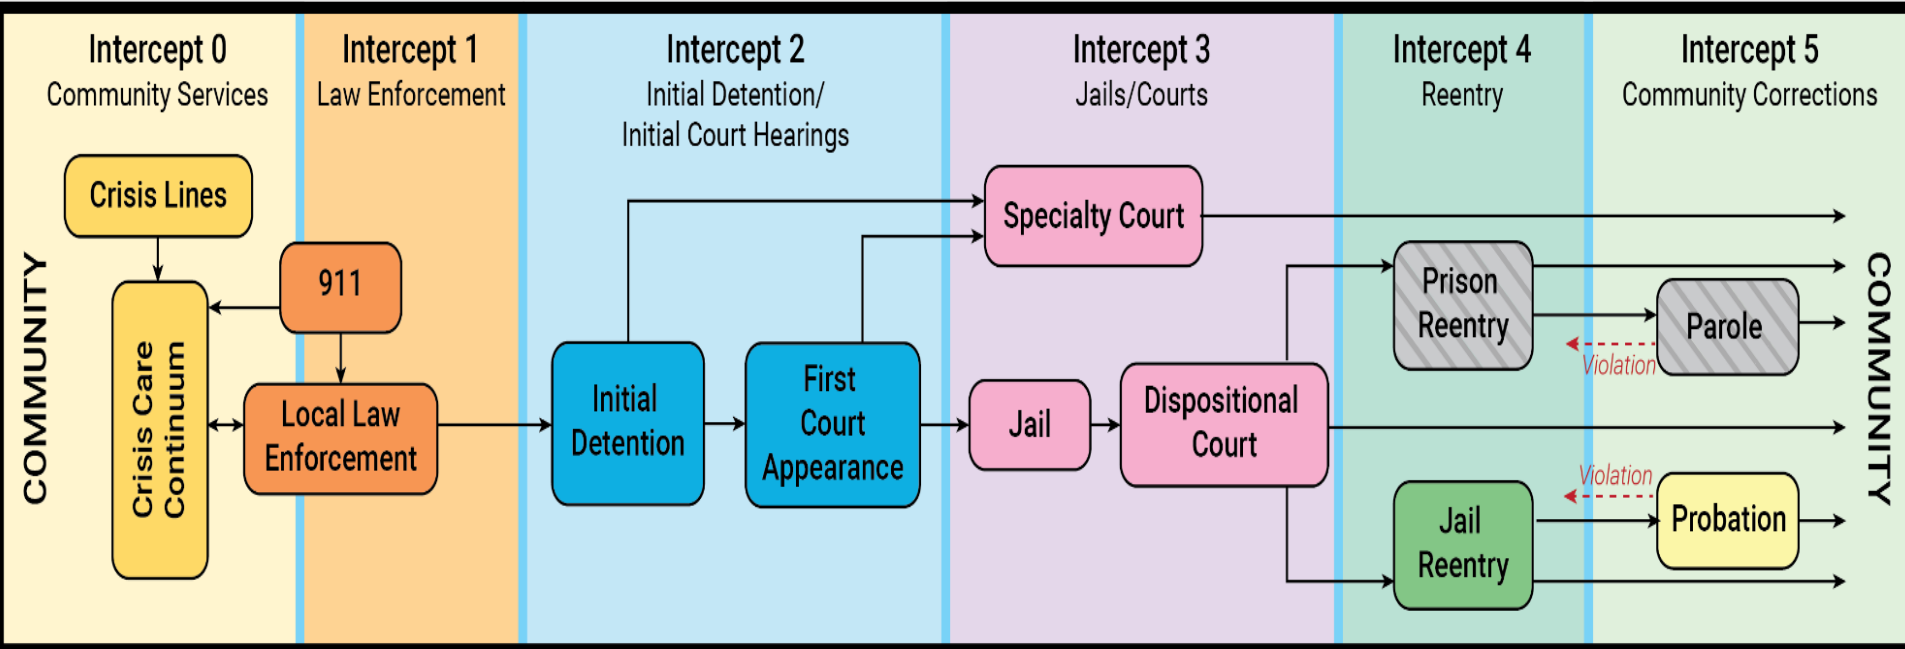 Intercept 0
Community Services
Intercept 1
Law Enforcement
Intercept 2
Initial Detention/
Initial Court Hearings
Intercept 3
Jails/Courts
Intercept 4
Reentry
Intercept 5
Community Corrections
COMMUNITY
Crisis Lines
Crisis Care
Continuum
911
Local Law
Enforcement
Initial
Detention
First
Court
Appearance
Specialty Court
Jail
Dispositional
Court
Prison
Reentry
Parole
Violation
Jail
Reentry
Violation
Probation
COMMUNITY